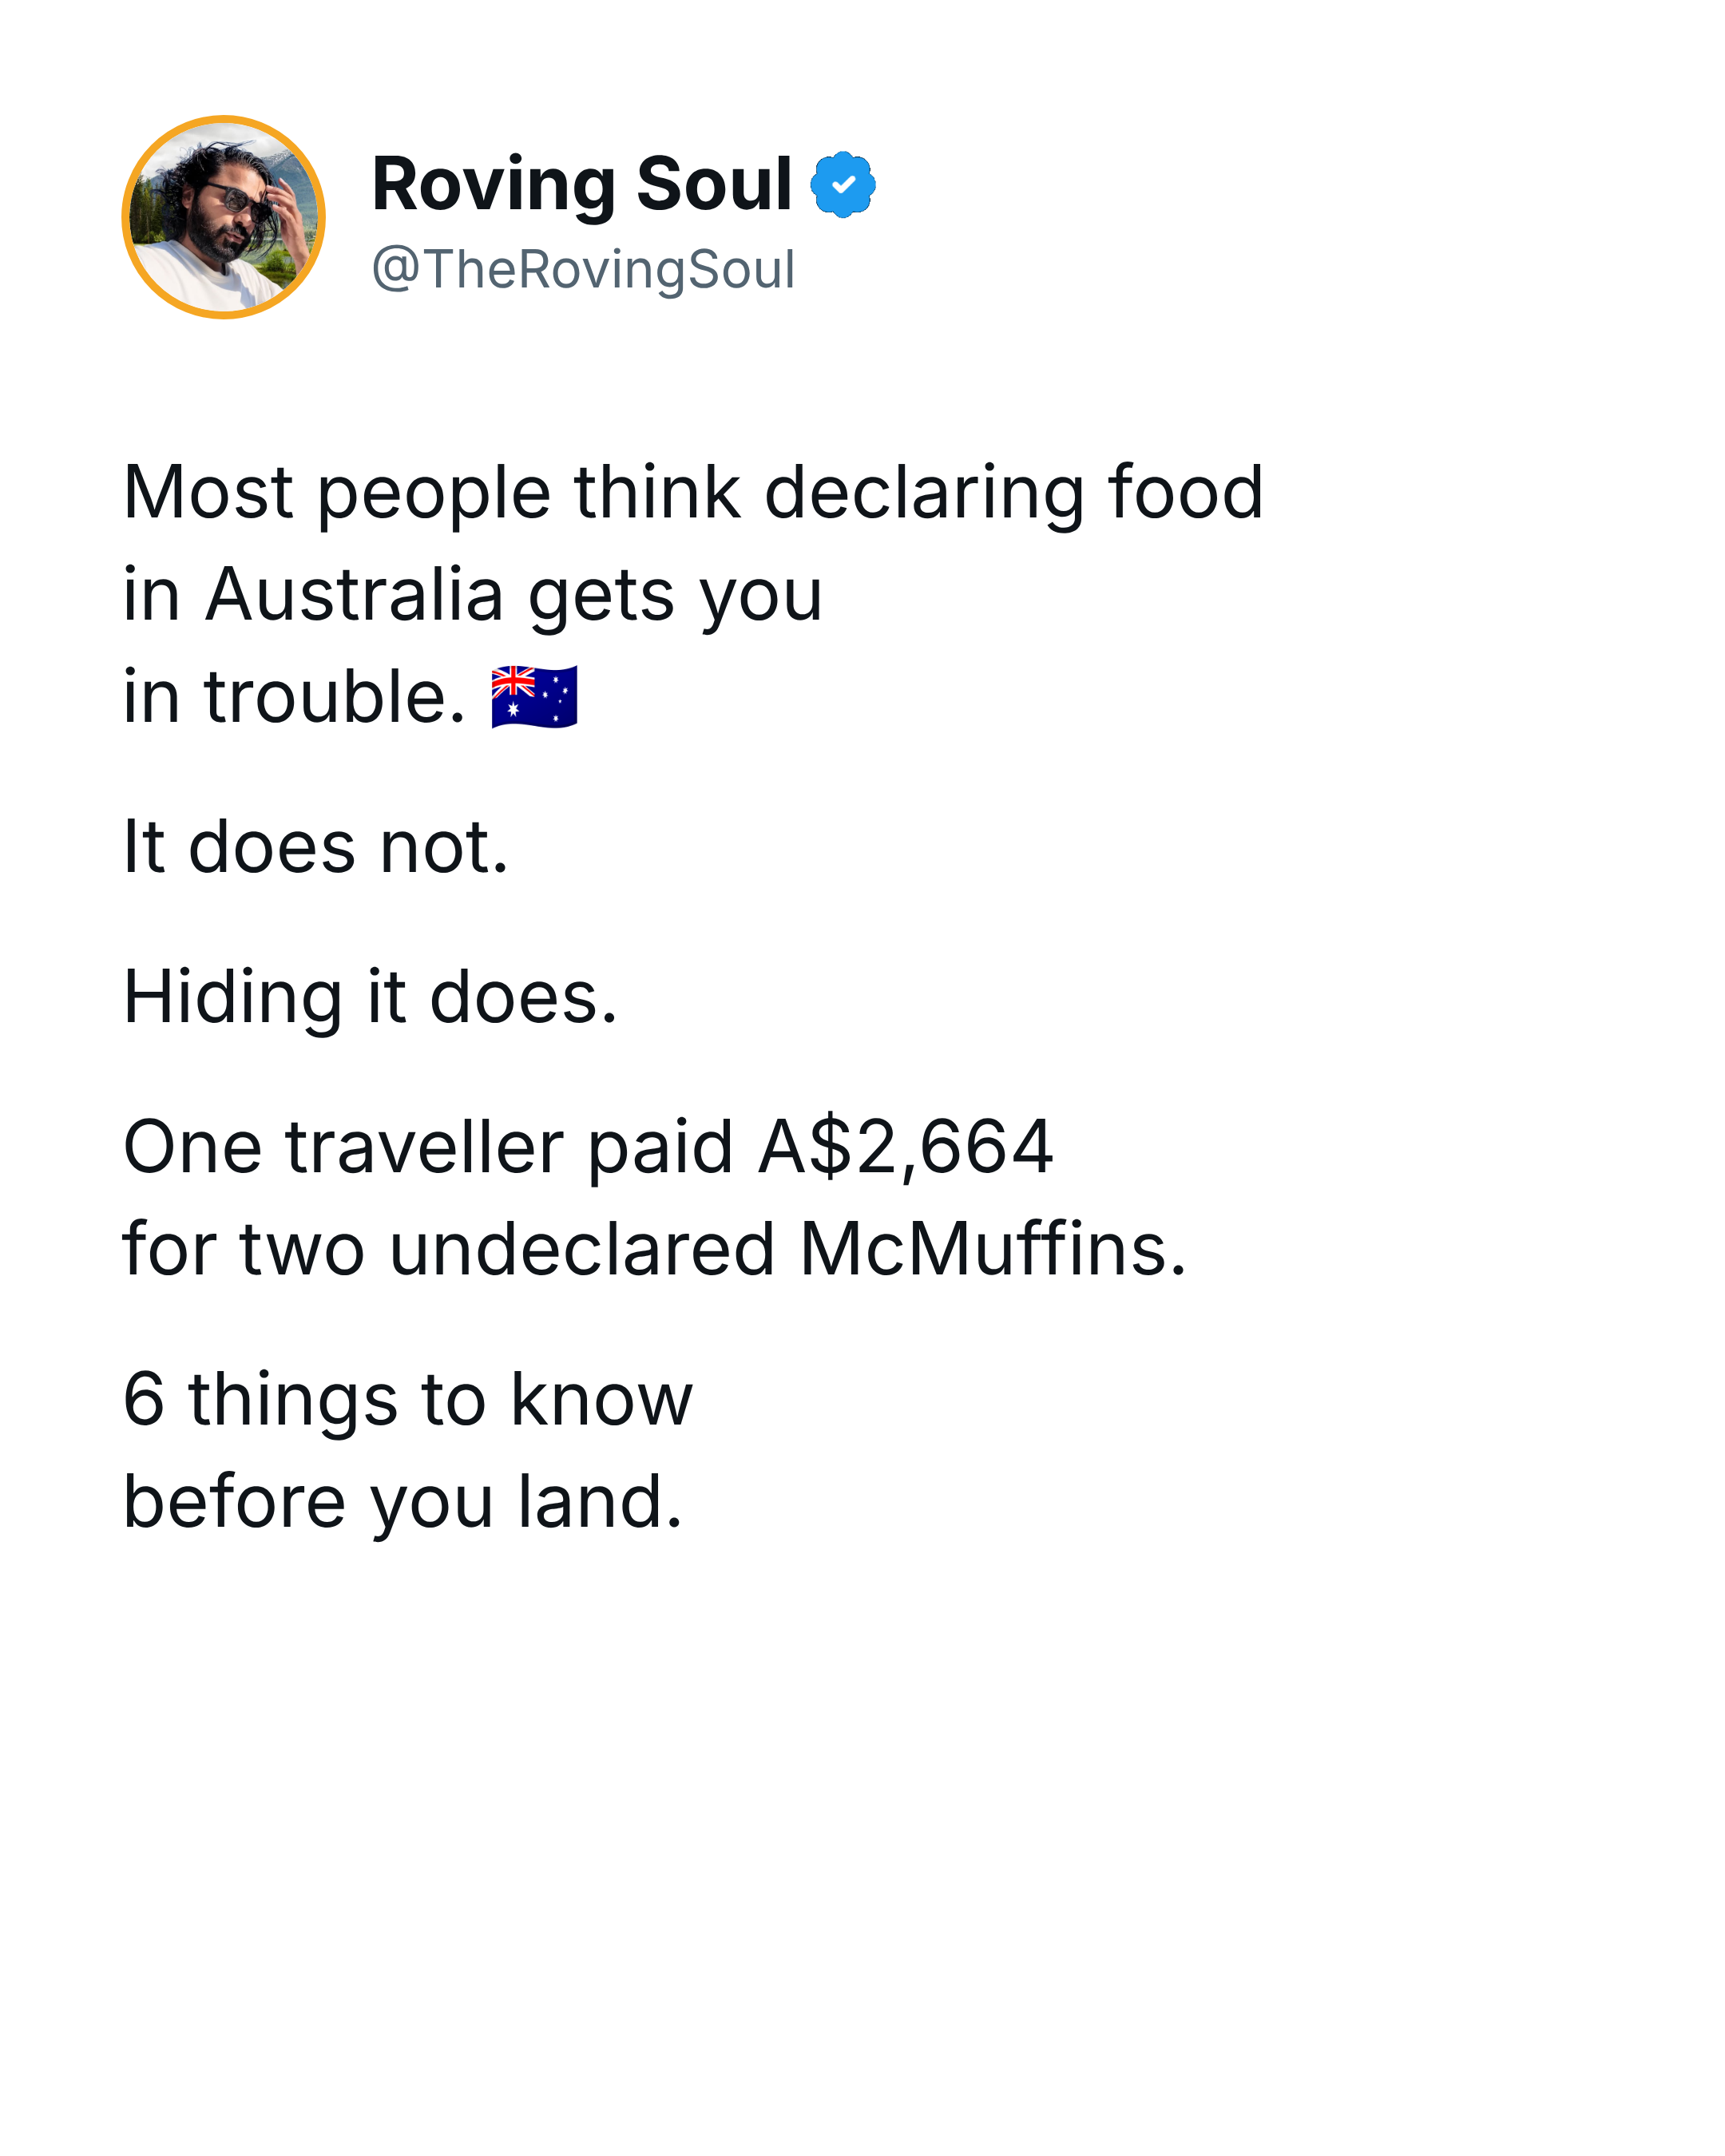 Roving Soul
@TheRovingSoul
Most people think declaring food
in Australia gets you
in trouble. 🇦🇺
It does not.
Hiding it does.
One traveller paid A$2,664
for two undeclared McMuffins.
6 things to know
before you land.